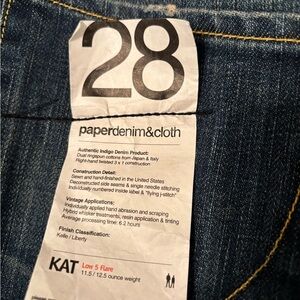 28
paperdenim&cloth
Authentic Indigo Denim Product:
Dual ringspun cottons from Japan & Italy
Right-hand twisted 3 x 1 construction
Construction Detail:
Sewn and hand-finished in the United States
Deconstructed side seams & single needle stitching
Individually numbered inside label & "flying j-stitch"
Vintage Applications:
Individually applied hand abrasion and scraping
Hybrid whisker treatments, resin application & tinting
Average processing time: 6.2 hours
Finish Classification:
Kelle / Liberty
KAT Low 5 Flare
11.5 / 12.5 ounce weight